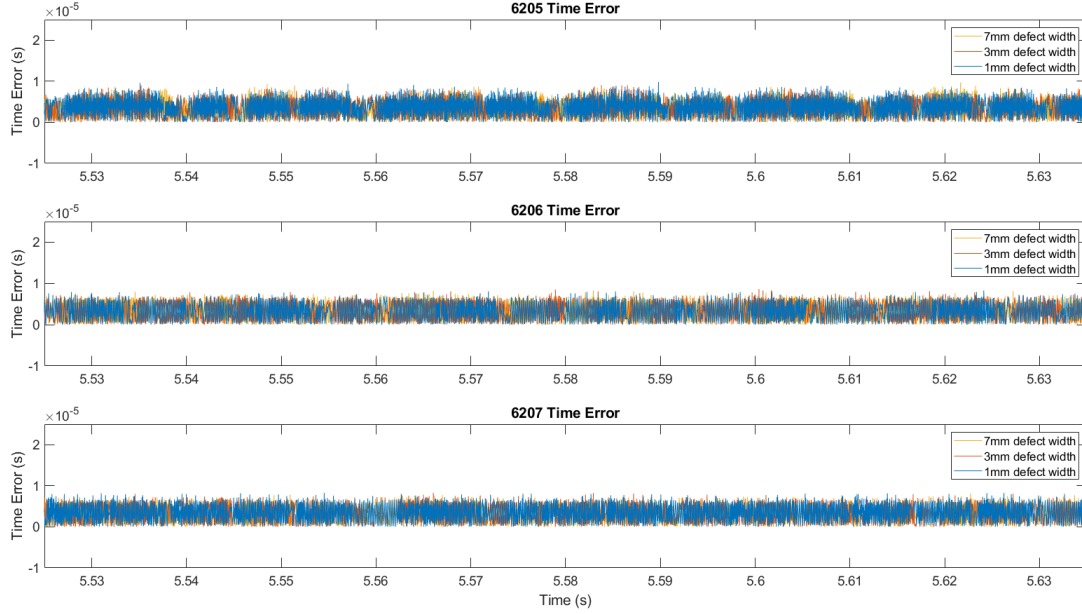 6205 Time Error
×10-5
2
1
0
-1
Time Error (s)
7mm defect width
3mm defect width
1mm defect width
5.53 5.54 5.55 5.56 5.57 5.58 5.59 5.6 5.61 5.62 5.63
6206 Time Error
×10-5
2
1
0
-1
Time Error (s)
7mm defect width
3mm defect width
1mm defect width
5.53 5.54 5.55 5.56 5.57 5.58 5.59 5.6 5.61 5.62 5.63
6207 Time Error
×10-5
2
1
0
-1
Time Error (s)
7mm defect width
3mm defect width
1mm defect width
5.53 5.54 5.55 5.56 5.57 5.58 5.59 5.6 5.61 5.62 5.63
Time (s)